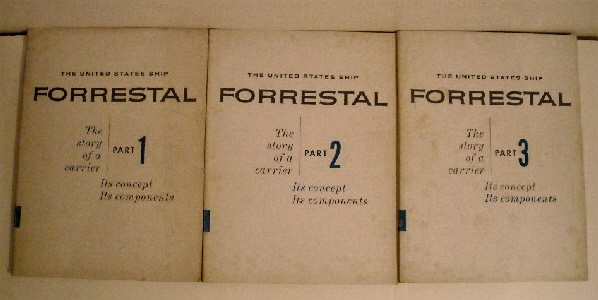 THE UNITED STATES SHIP
FORRESTAL
The
story
of a
carrier
PART 1
Its concept
Its components
THE UNITED STATES SHIP
FORRESTAL
The
story
of a
carrier
PART 2
Its concept
Its components
THE UNITED STATES SHIP
FORRESTAL
The
story
of a
carrier
PART 3
Its concept
Its components